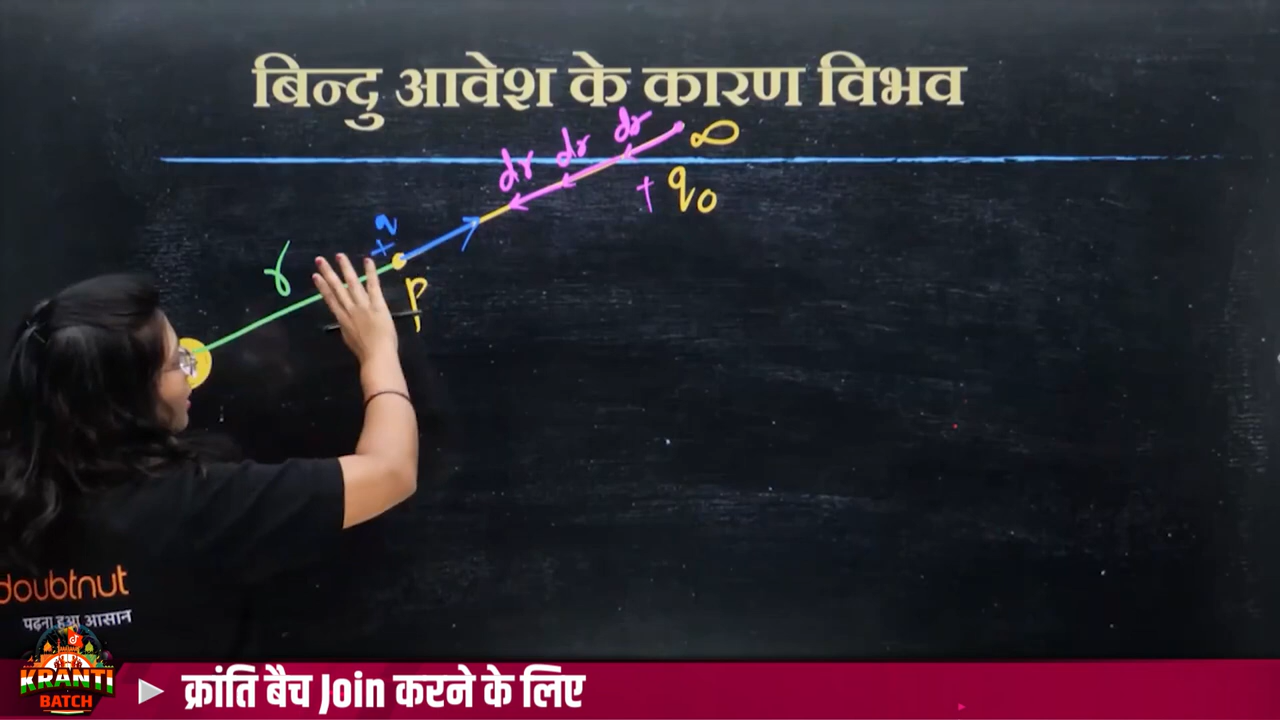 बिन्दु आवेश के कारण विभव
dr dr dr ∞
+ q₀
+q
r
P
doubtnut
पढ़ना हुआ आसान
KRANTI
BATCH
क्रांति बैच Join करने के लिए